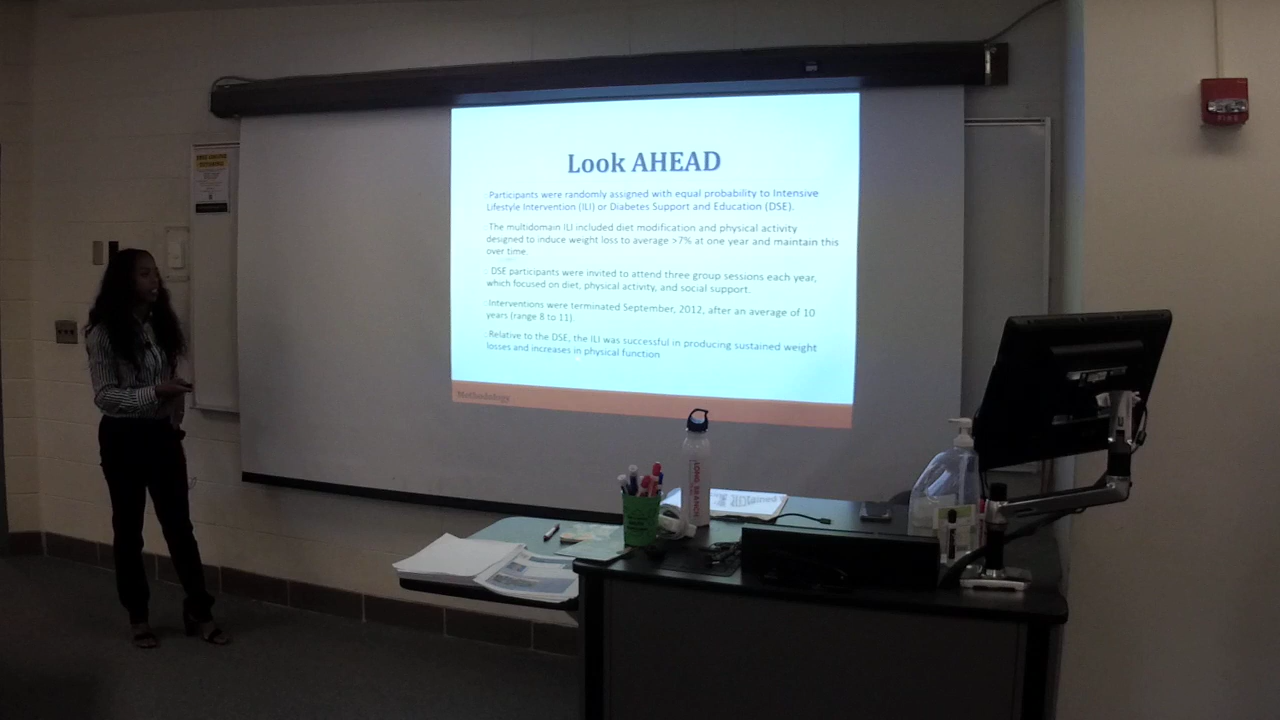 Look AHEAD
Participants were randomly assigned with equal probability to Intensive
Lifestyle Intervention (ILI) or Diabetes Support and Education (DSE).
The multidomain ILI included diet modification and physical activity
designed to induce weight loss to average >7% at one year and maintain this
over time.
DSE participants were invited to attend three group sessions each year,
which focused on diet, physical activity, and social support.
Interventions were terminated September, 2012, after an average of 10
years (range 8 to 11).
Relative to the DSE, the ILI was successful in producing sustained weight
losses and increases in physical function
Methodology
FIRE
LONG BRANCH